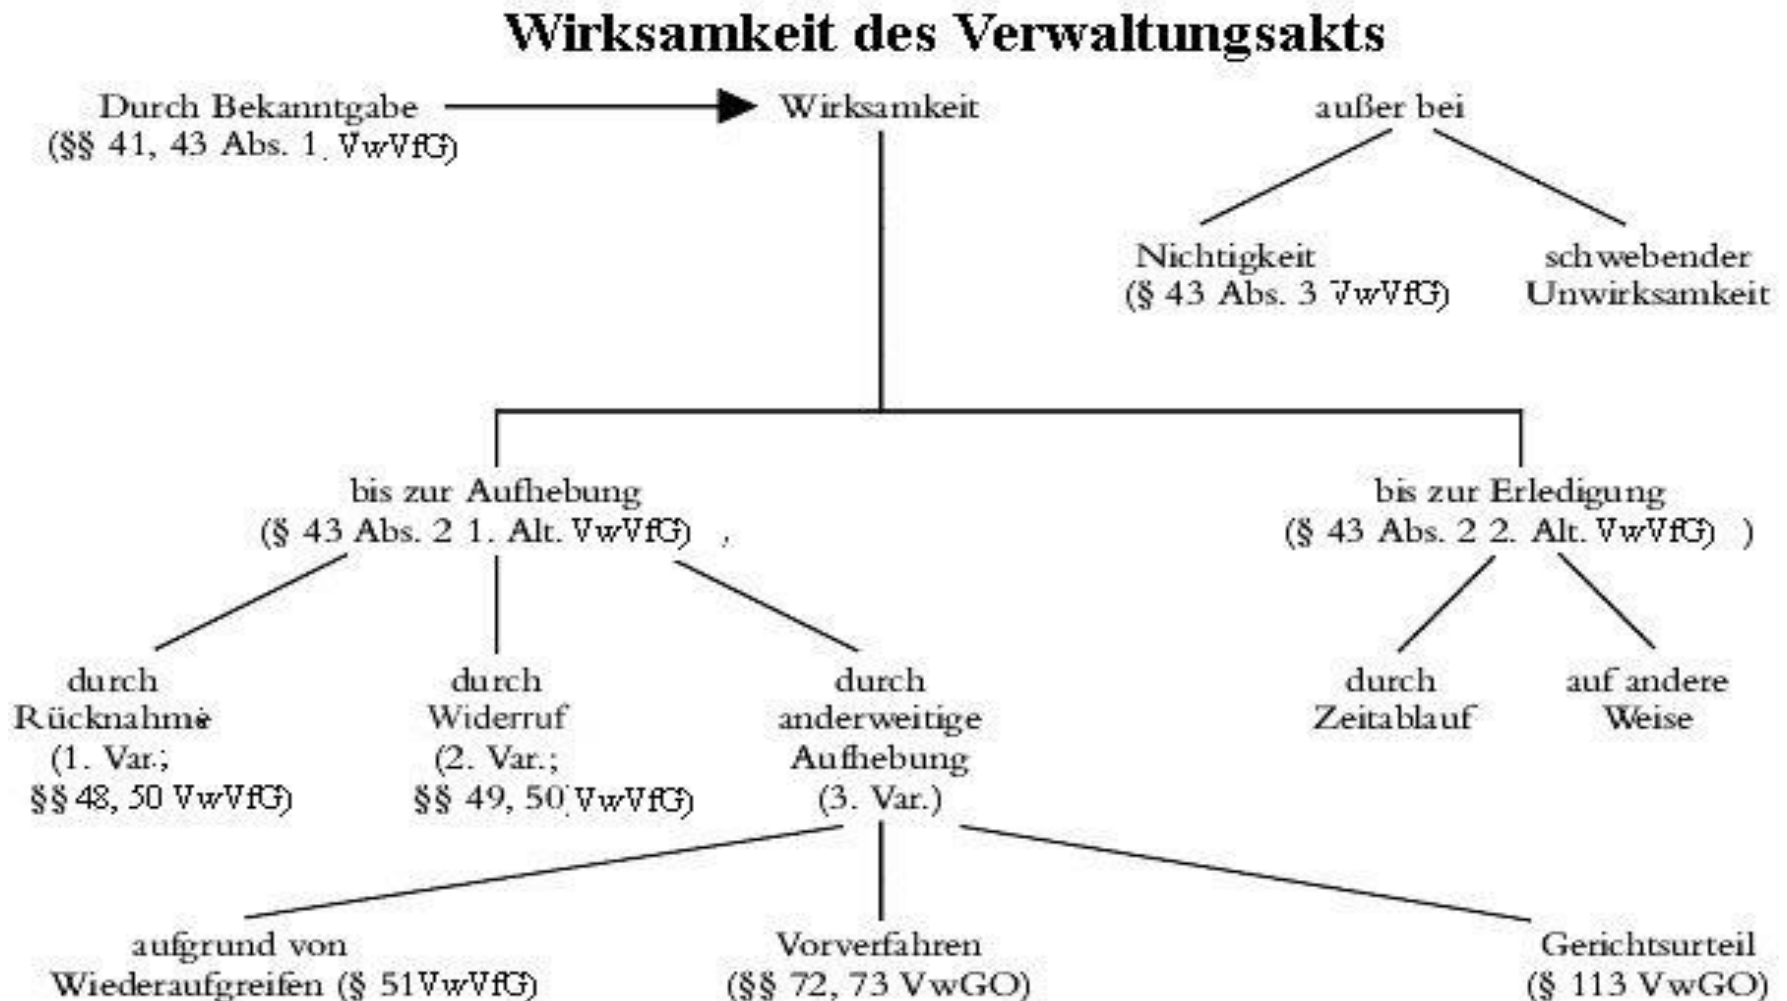 Wirksamkeit des Verwaltungsakts
Durch Bekanntgabe
(§§ 41, 43 Abs. 1 VwVfG)
Wirksamkeit
außer bei
Nichtigkeit
(§ 43 Abs. 3 VwVfG)
schwebender
Unwirksamkeit
bis zur Aufhebung
(§ 43 Abs. 2 1. Alt. VwVfG) ,
bis zur Erledigung
(§ 43 Abs. 2 2. Alt. VwVfG) )
durch
Rücknahme
(1. Var.;
§§ 48, 50 VwVfG)
durch
Widerruf
(2. Var.;
§§ 49, 50 VwVfG)
durch
anderweitige
Aufhebung
(3. Var.)
durch
Zeitablauf
auf andere
Weise
aufgrund von
Wiederaufgreifen (§ 51VwVfG)
Vorverfahren
(§§ 72, 73 VwGO)
Gerichtsurteil
(§ 113 VwGO)